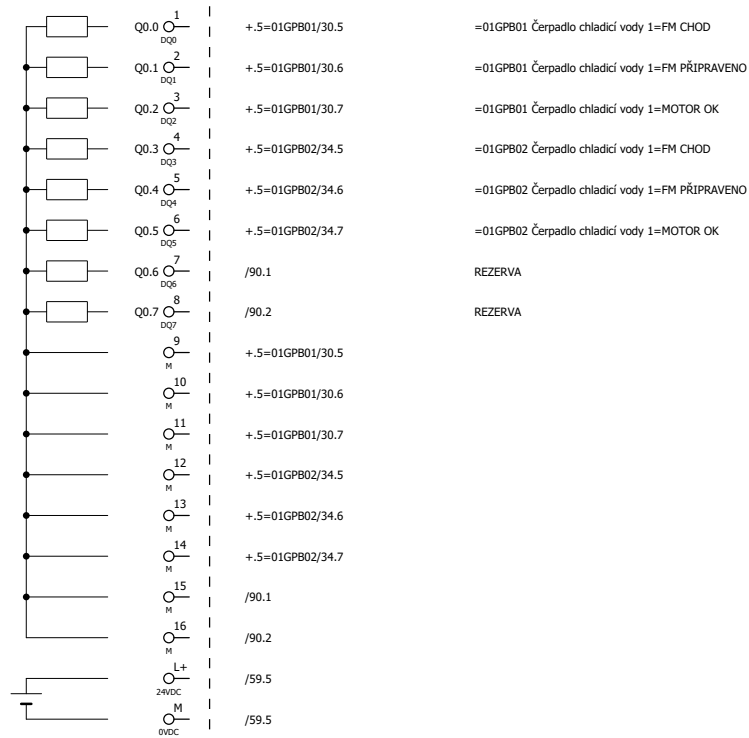 1
Q0.0 +.5=01GPB01/30.5 =01GPB01 Čerpadlo chladicí vody 1=FM CHOD
DQ0
2
Q0.1 +.5=01GPB01/30.6 =01GPB01 Čerpadlo chladicí vody 1=FM PŘIPRAVENO
DQ1
3
Q0.2 +.5=01GPB01/30.7 =01GPB01 Čerpadlo chladicí vody 1=MOTOR OK
DQ2
4
Q0.3 +.5=01GPB02/34.5 =01GPB02 Čerpadlo chladicí vody 1=FM CHOD
DQ3
5
Q0.4 +.5=01GPB02/34.6 =01GPB02 Čerpadlo chladicí vody 1=FM PŘIPRAVENO
DQ4
6
Q0.5 +.5=01GPB02/34.7 =01GPB02 Čerpadlo chladicí vody 1=MOTOR OK
DQ5
7
Q0.6 /90.1 REZERVA
DQ6
8
Q0.7 /90.2 REZERVA
DQ7
9
+.5=01GPB01/30.5
M
10
+.5=01GPB01/30.6
M
11
+.5=01GPB01/30.7
M
12
+.5=01GPB02/34.5
M
13
+.5=01GPB02/34.6
M
14
+.5=01GPB02/34.7
M
15
/90.1
M
16
/90.2
M
L+
/59.5
24VDC
M
/59.5
0VDC